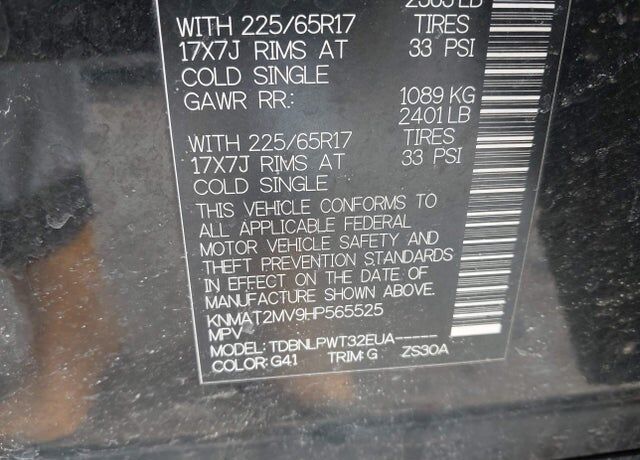 WITH 225/65R17 TIRES
17X7J RIMS AT 33 PSI
COLD SINGLE
GAWR RR: 1089 KG
2401 LB
WITH 225/65R17 TIRES
17X7J RIMS AT 33 PSI
COLD SINGLE
THIS VEHICLE CONFORMS TO
ALL APPLICABLE FEDERAL
MOTOR VEHICLE SAFETY AND
THEFT PREVENTION STANDARDS
IN EFFECT ON THE DATE OF
MANUFACTURE SHOWN ABOVE.
KNMAT2MV9HP565525
MPV
MODEL: TDBNLPWT32EUA-----
COLOR: G41 TRIM: G ZS30A